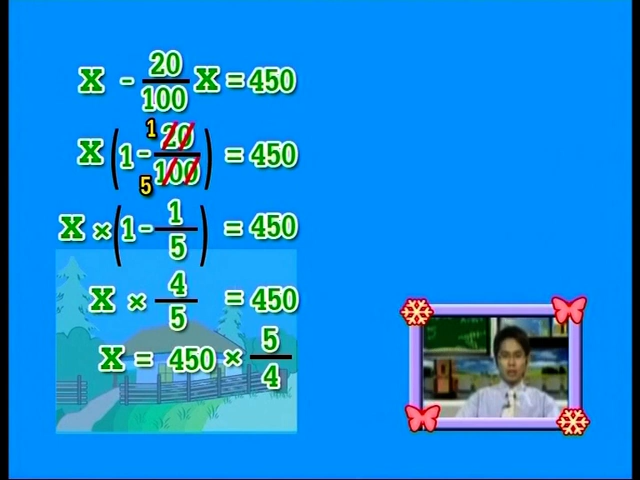 X - 20/100 X = 450
X(1 - 20/100) = 450
1
5
X × (1 - 1/5) = 450
X × 4/5 = 450
X = 450 × 5/4